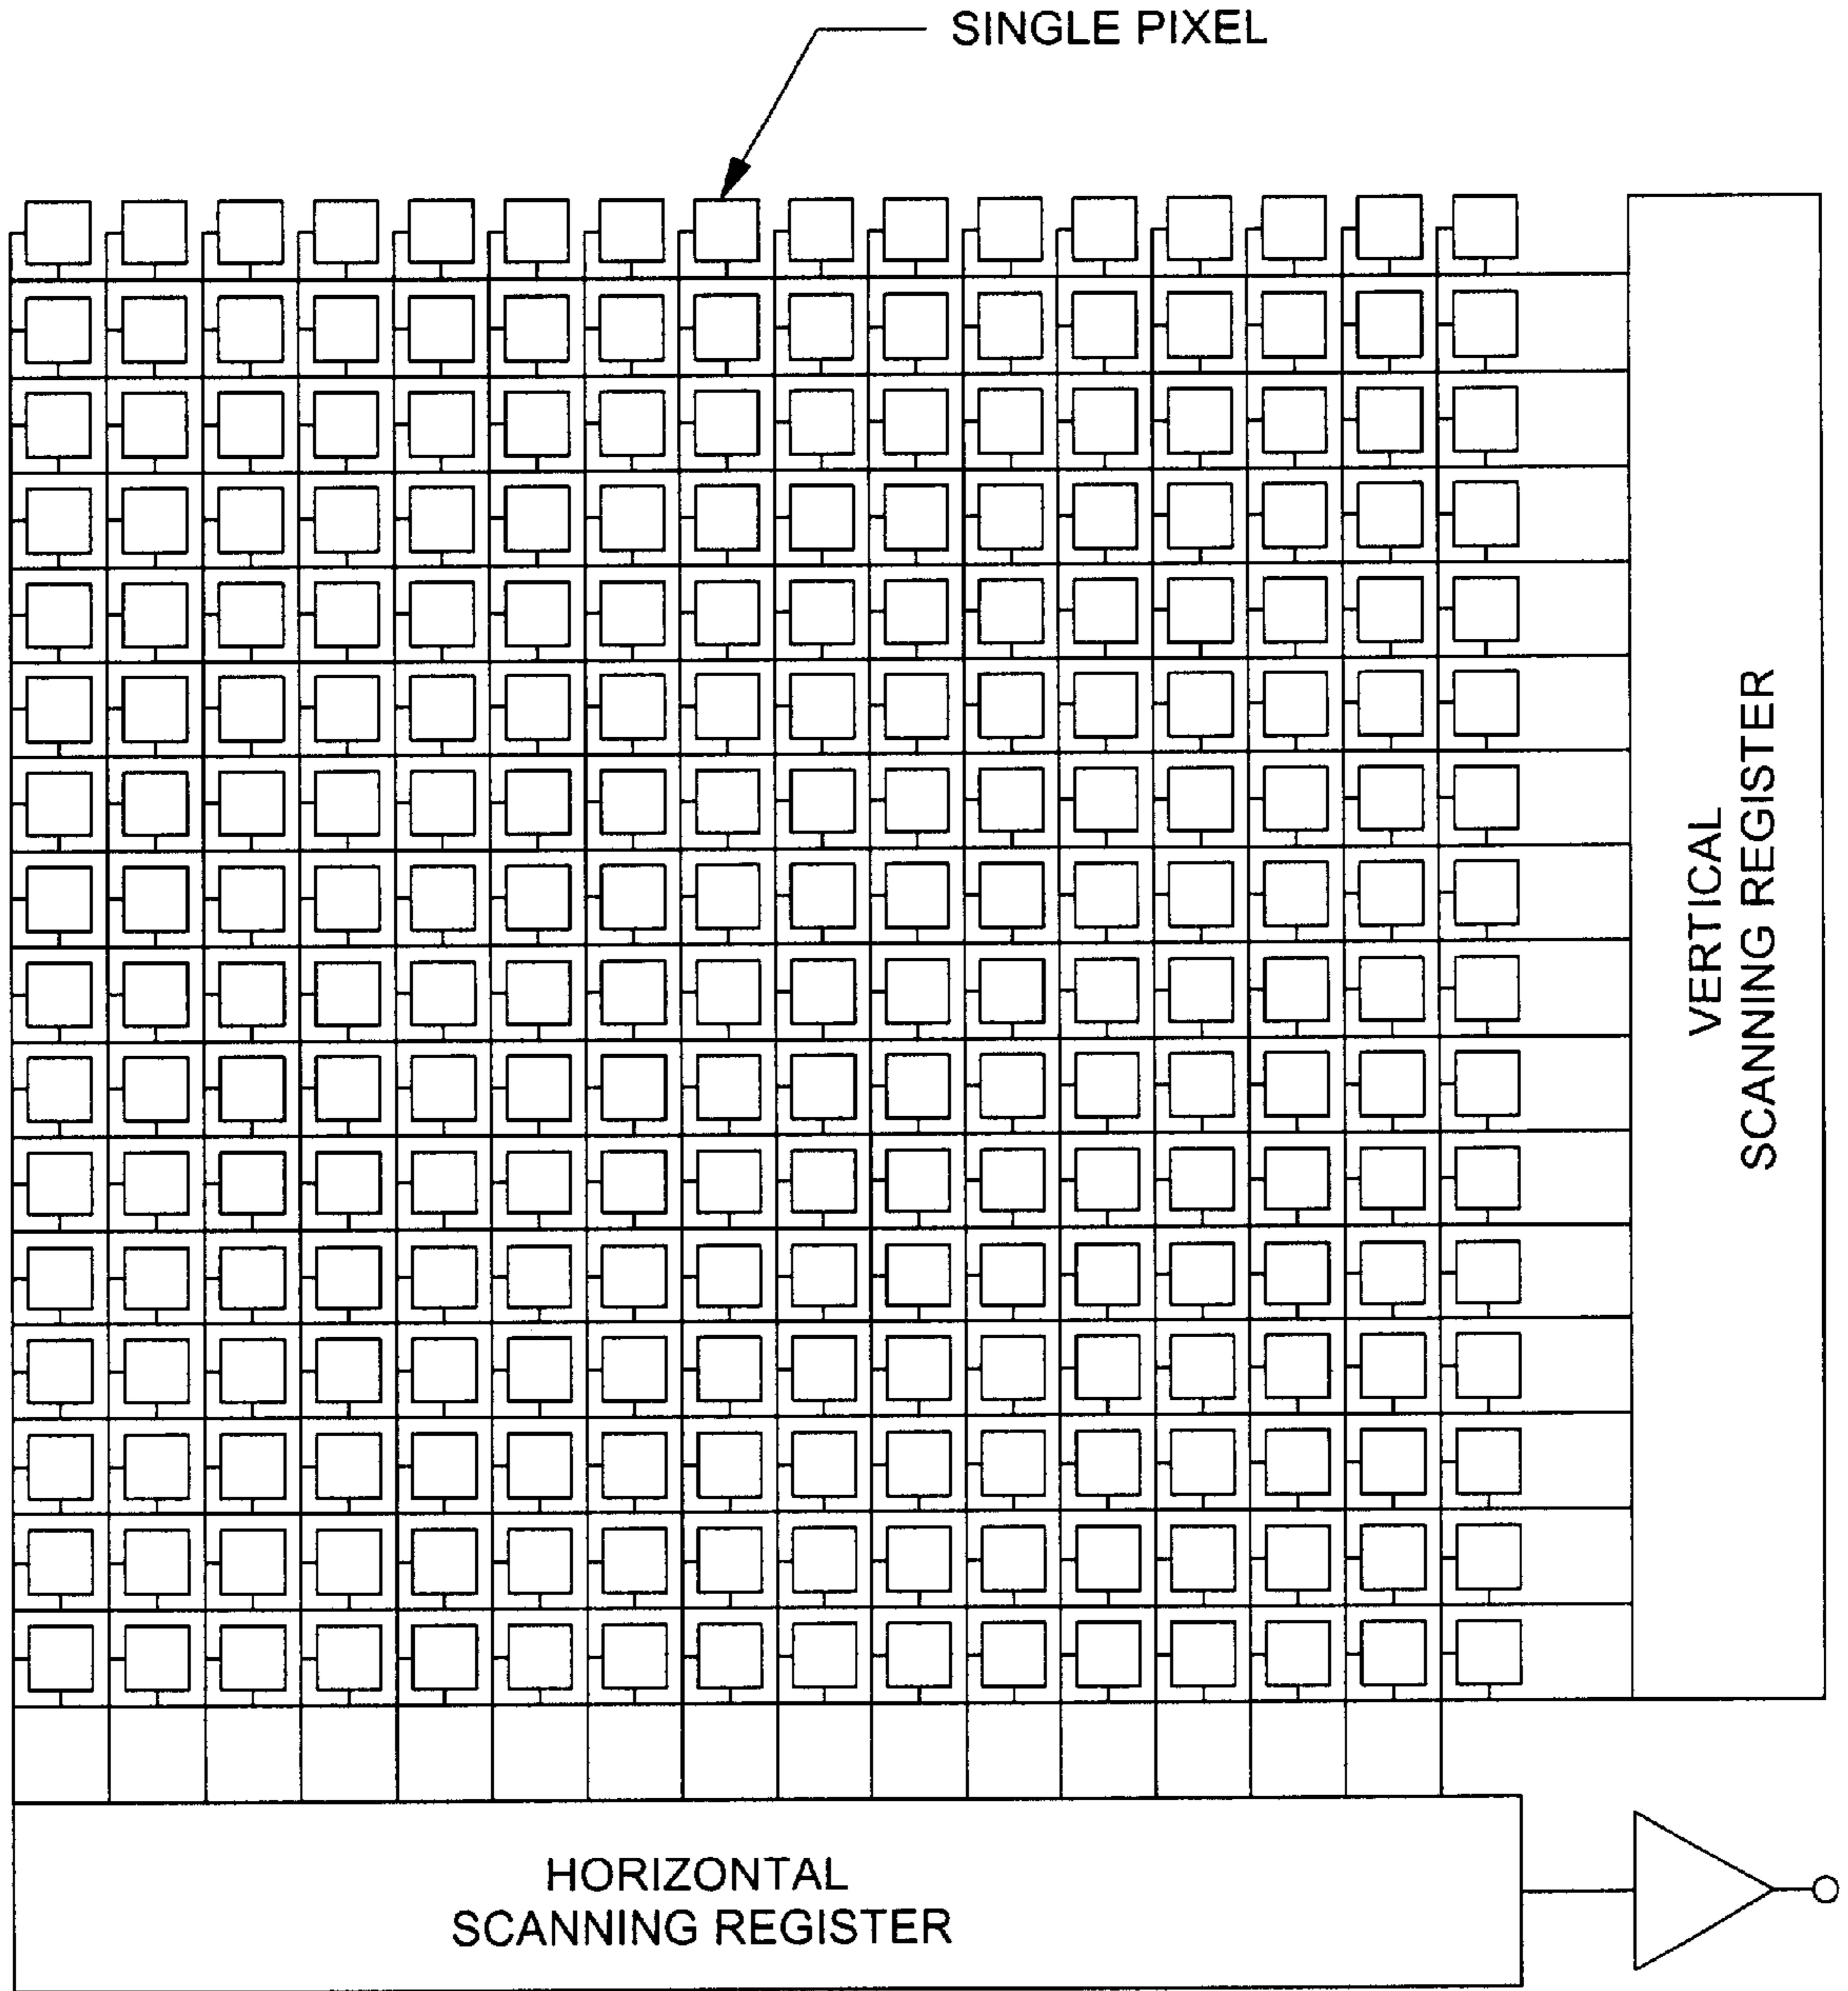 SINGLE PIXEL
VERTICAL
SCANNING REGISTER
HORIZONTAL
SCANNING REGISTER